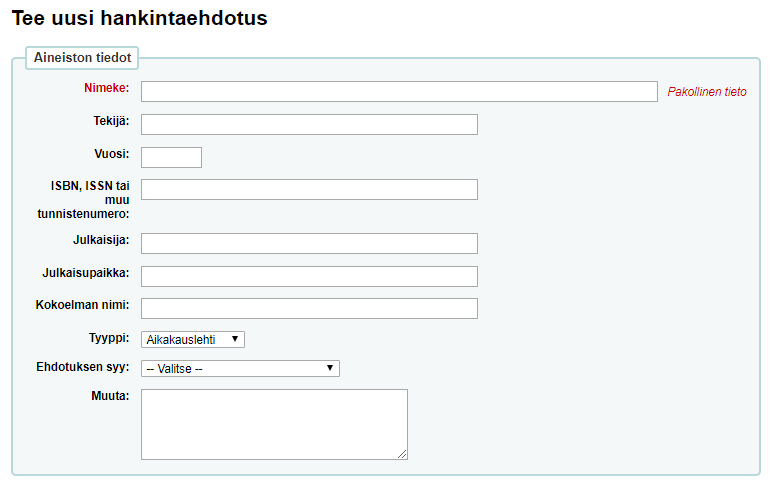 Tee uusi hankintaehdotus
Aineiston tiedot
Nimeke:
Pakollinen tieto
Tekijä:
Vuosi:
ISBN, ISSN tai
muu
tunnistenumero:
Julkaisija:
Julkaisupaikka:
Kokoelman nimi:
Tyyppi:
Aikakauslehti
Ehdotuksen syy:
-- Valitse --
Muuta: